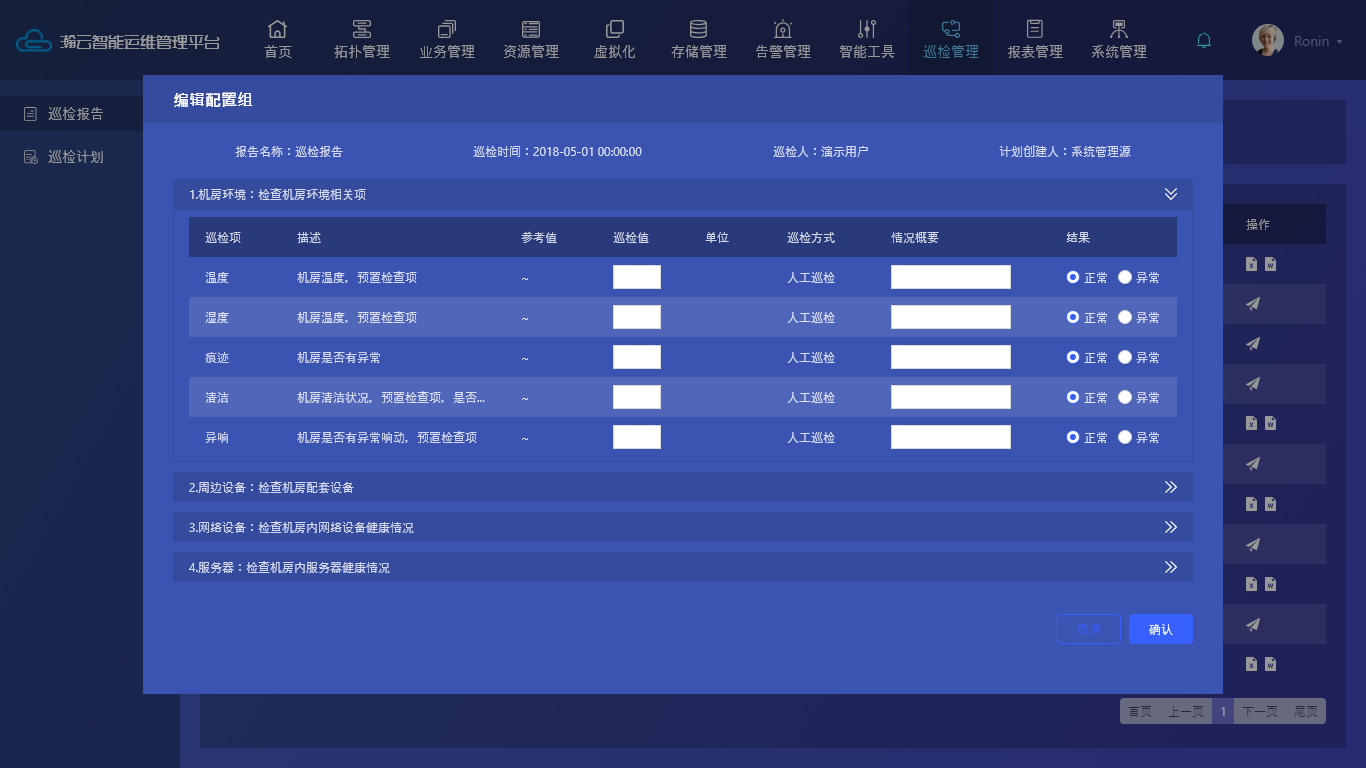 瀚云智能运维管理平台
首页 拓扑管理 业务管理 资源管理 虚拟化 存储管理 告警管理 智能工具 巡检管理 报表管理 系统管理 Ronin
巡检报告
巡检计划
编辑配置组
报告名称：巡检报告 巡检时间：2018-05-01 00:00:00 巡检人：演示用户 计划创建人：系统管理源
1.机房环境：检查机房环境相关项
巡检项 描述 参考值 巡检值 单位 巡检方式 情况概要 结果
温度 机房温度，预置检查项 ~ 人工巡检 正常 异常
湿度 机房温度，预置检查项 ~ 人工巡检 正常 异常
痕迹 机房是否有异常 ~ 人工巡检 正常 异常
清洁 机房清洁状况，预置检查项，是否... ~ 人工巡检 正常 异常
异响 机房是否有异常响动，预置检查项 ~ 人工巡检 正常 异常
2.周边设备：检查机房配套设备
3.网络设备：检查机房内网络设备健康情况
4.服务器：检查机房内服务器健康情况
取消 确认
操作
首页 上一页 1 下一页 尾页